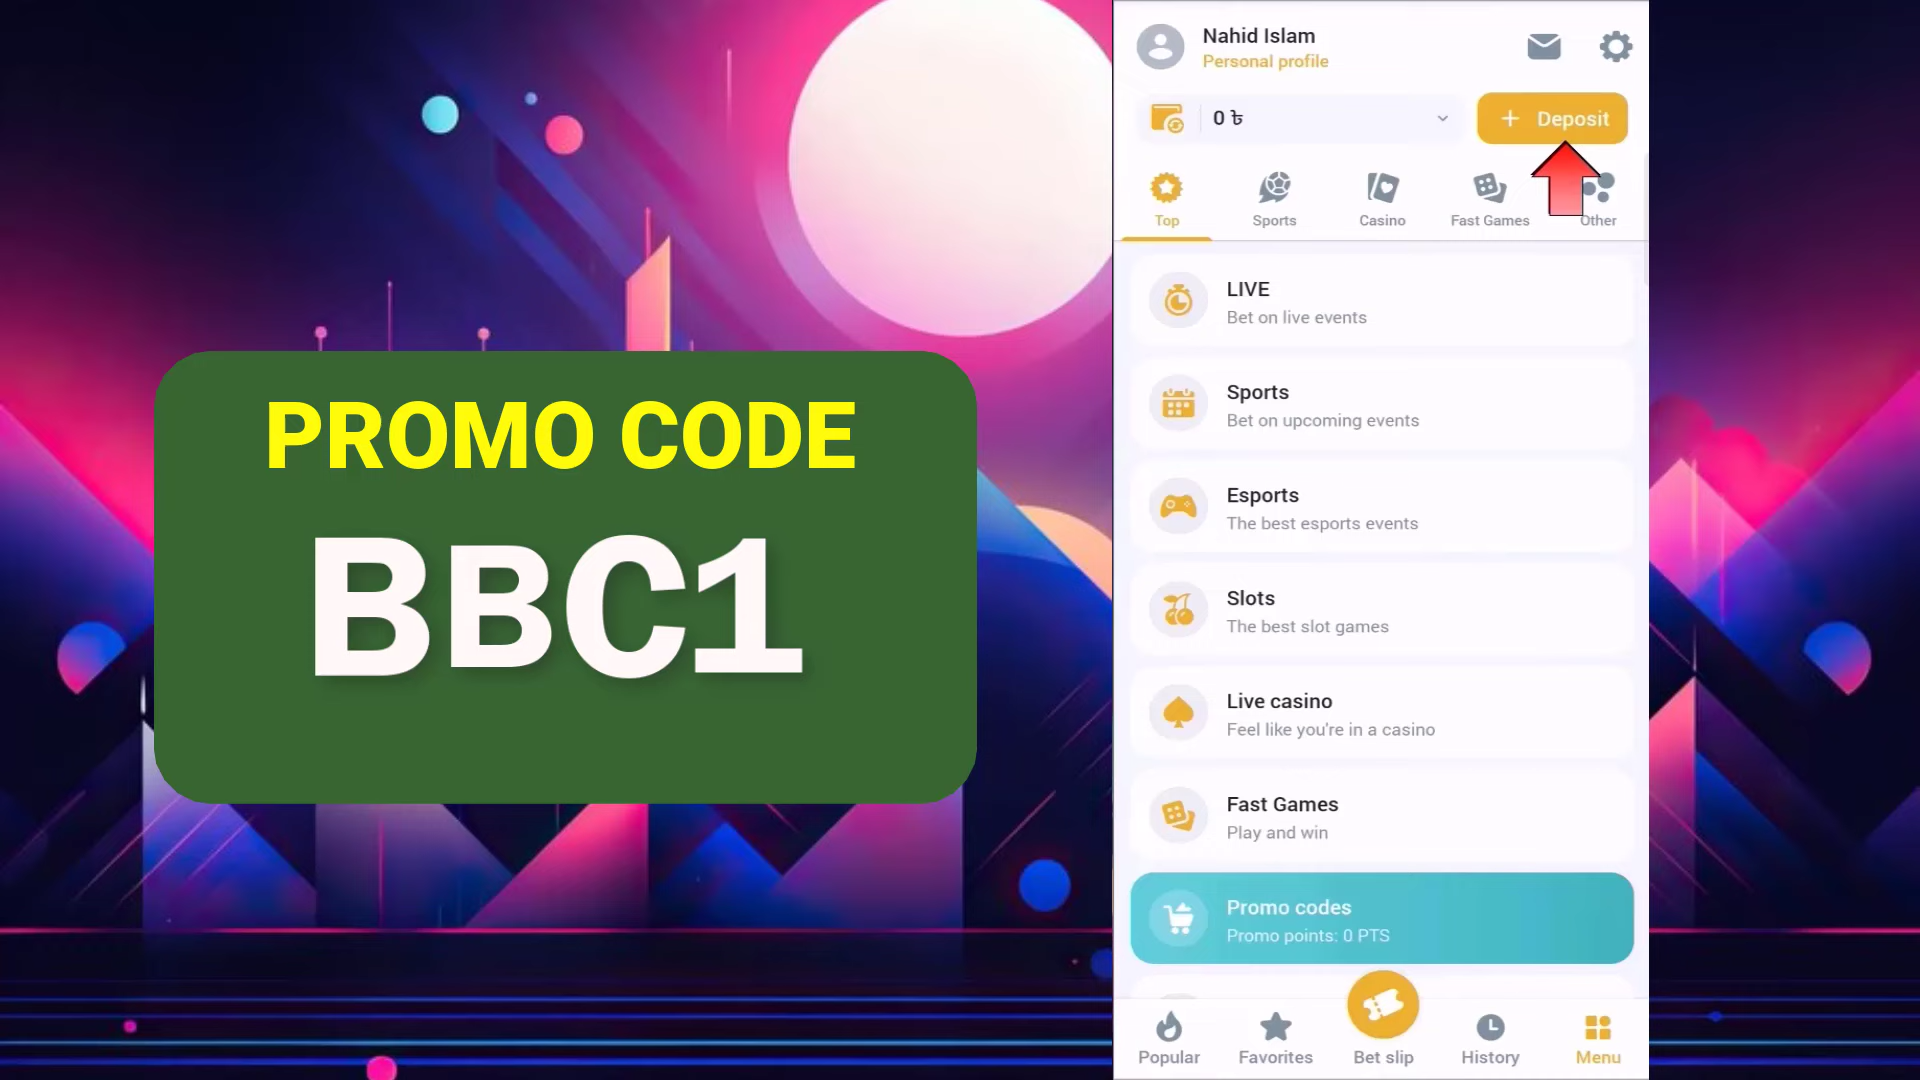 PROMO CODE
BBC1
Nahid Islam
Personal profile
0 ৳
+ Deposit
Top
Sports
Casino
Fast Games
Other
LIVE
Bet on live events
Sports
Bet on upcoming events
Esports
The best esports events
Slots
The best slot games
Live casino
Feel like you're in a casino
Fast Games
Play and win
Promo codes
Promo points: 0 PTS
Popular
Favorites
Bet slip
History
Menu